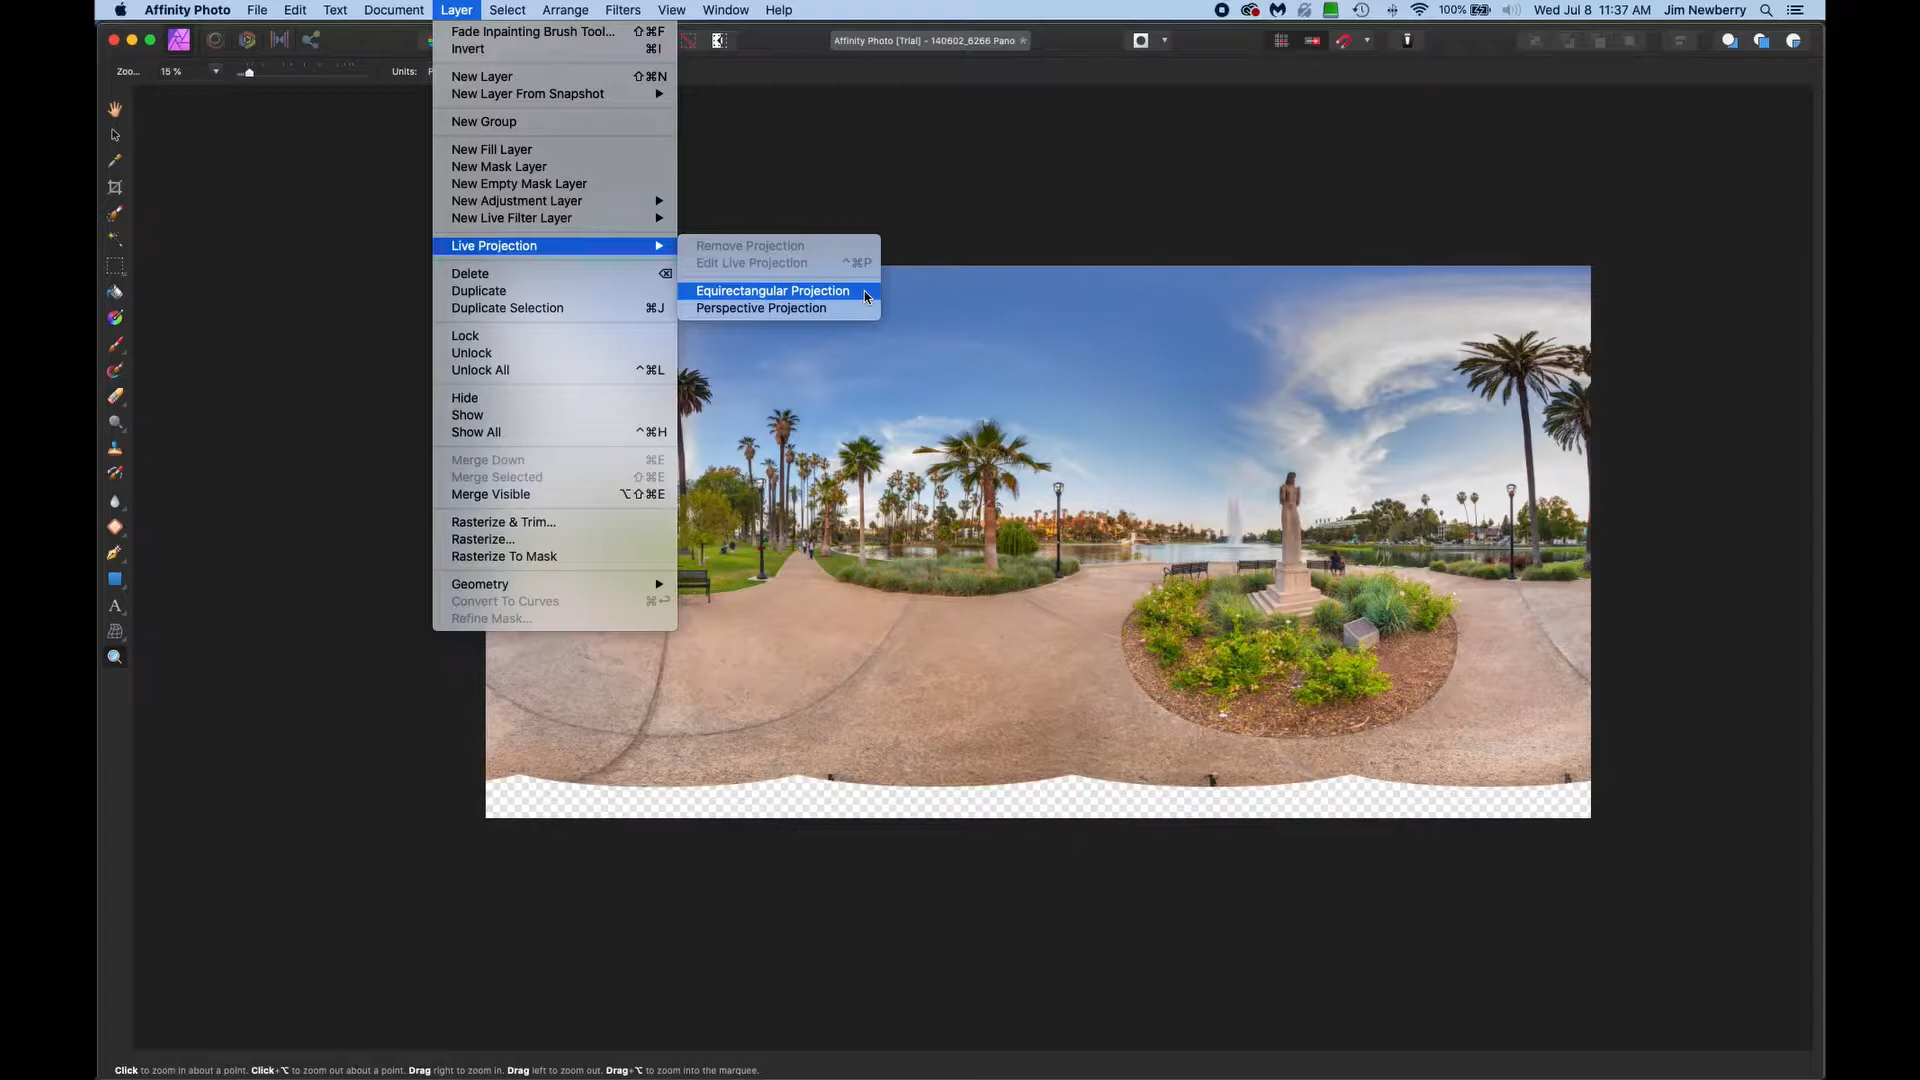 Affinity Photo File Edit Text Document Layer Select Arrange Filters View Window Help 100% Wed Jul 8 11:37 AM Jim Newberry
Affinity Photo [Trial] - 140602_6266 Pano
Zoo... 15 % Units: P
Fade Inpainting Brush Tool... ⇧⌘F
Invert ⌘I
New Layer ⇧⌘N
New Layer From Snapshot
New Group
New Fill Layer
New Mask Layer
New Empty Mask Layer
New Adjustment Layer
New Live Filter Layer
Live Projection
Remove Projection
Edit Live Projection ^⌘P
Equirectangular Projection
Perspective Projection
Delete ⌫
Duplicate
Duplicate Selection ⌘J
Lock
Unlock
Unlock All ^⌘L
Hide
Show
Show All ^⌘H
Merge Down ⌘E
Merge Selected ⇧⌘E
Merge Visible ⌥⇧⌘E
Rasterize & Trim...
Rasterize...
Rasterize To Mask
Geometry
Convert To Curves ⌘↩
Refine Mask...
A
Click to zoom in about a point. Click+⌥ to zoom out about a point. Drag right to zoom in. Drag left to zoom out. Drag+⌥ to zoom into the marquee.